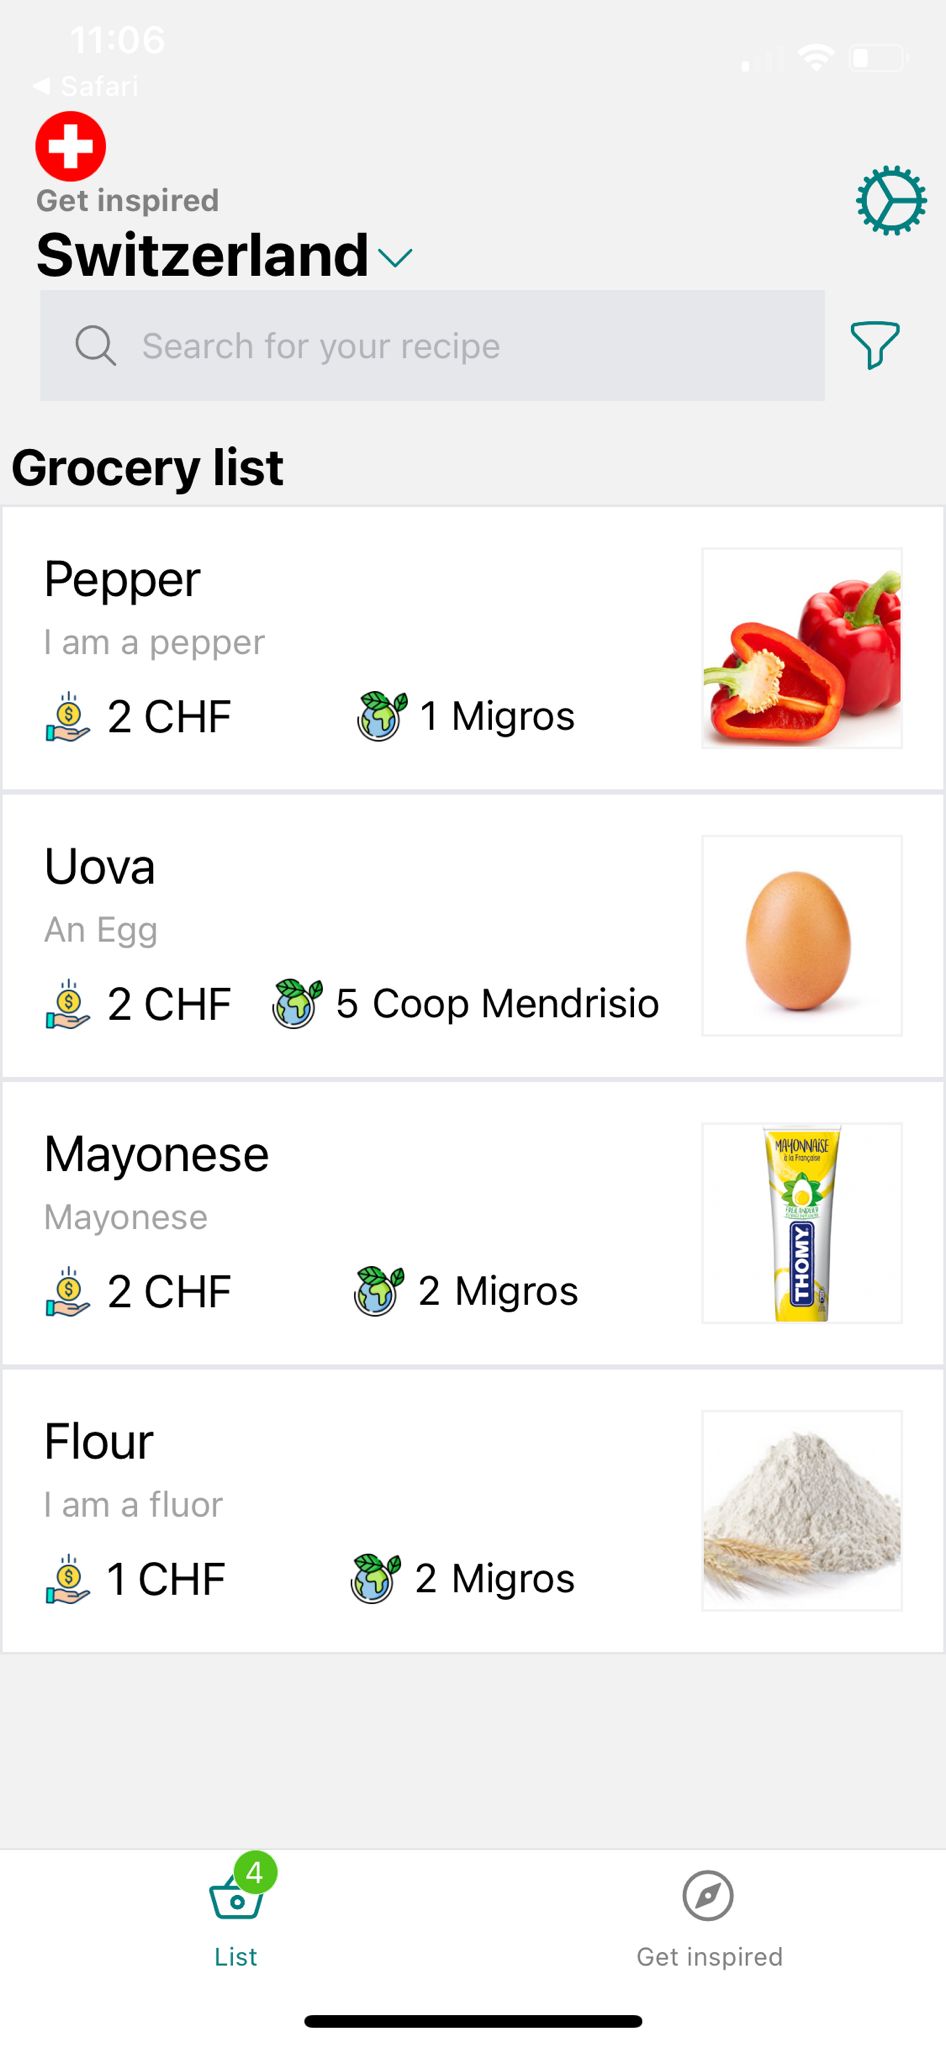 11:06
Safari
Get inspired
Switzerland
Search for your recipe
Grocery list
Pepper
I am a pepper
2 CHF 1 Migros
Uova
An Egg
2 CHF 5 Coop Mendrisio
Mayonese
Mayonese
2 CHF 2 Migros
MAYONNAISE
à la Française
THOMY
Flour
I am a fluor
1 CHF 2 Migros
4
List Get inspired